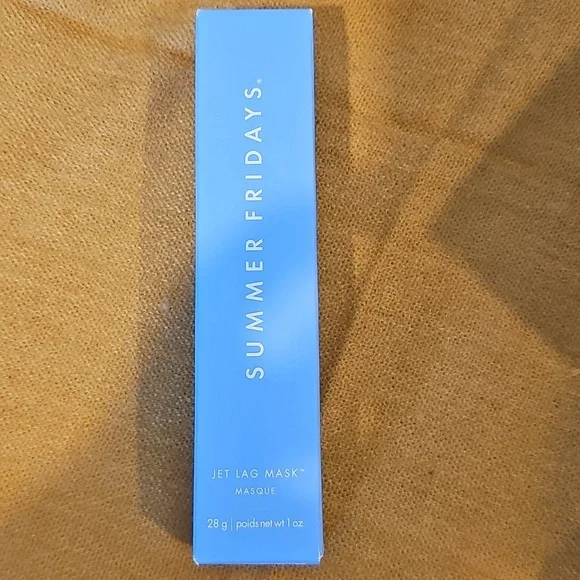 SUMMER FRIDAYS®
JET LAG MASK™
MASQUE
28 g | poids net wt 1 oz